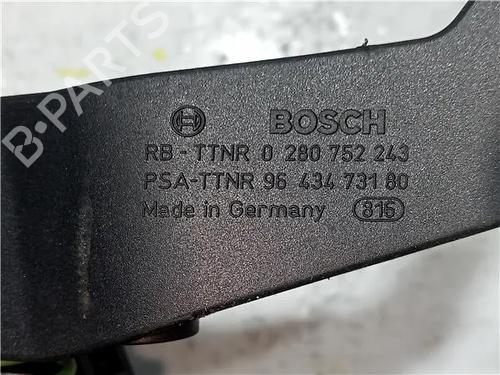 B-PARTS
BOSCH
RB-TTNR 0 280 752 243
PSA-TTNR 96 434 731 80
Made in Germany 815